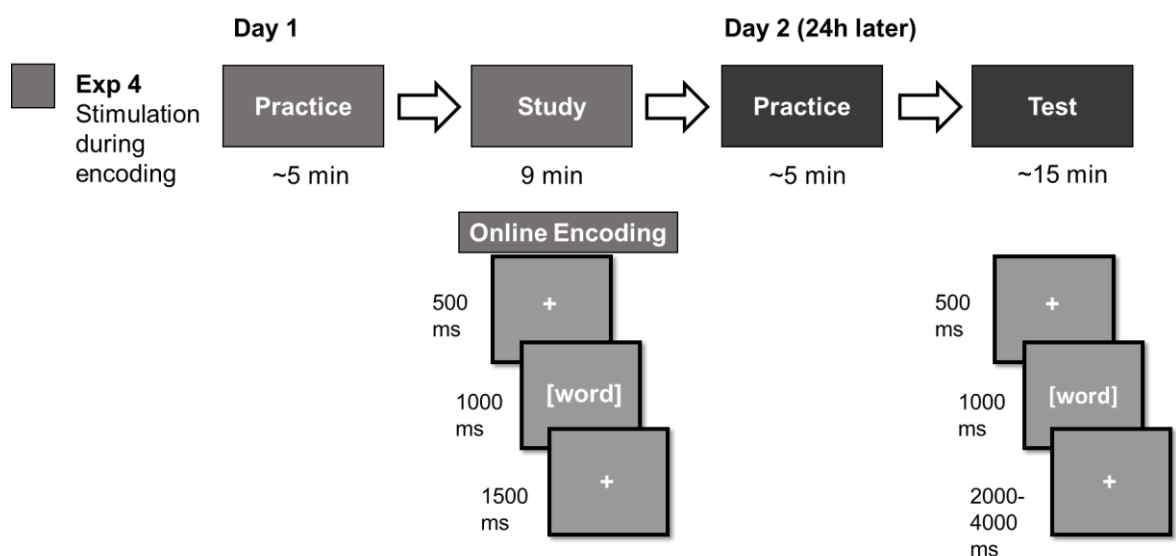 Day 1
Day 2 (24h later)
Exp 4
Stimulation
during
encoding
Practice
Study
Practice
Test
~5 min
9 min
~5 min
~15 min
Online Encoding
500
ms
+
1000
ms
[word]
1500
ms
+
500
ms
+
1000
ms
[word]
2000-
4000
ms
+